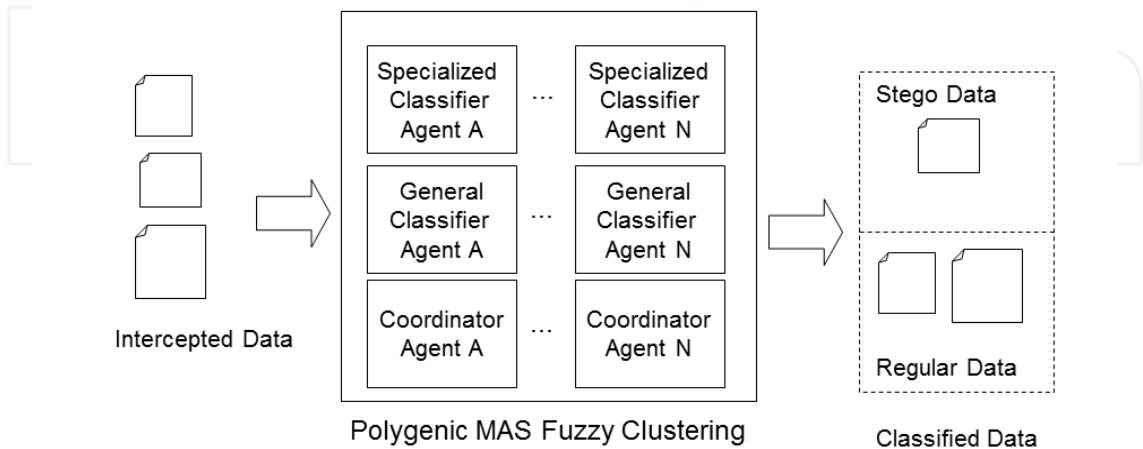 Intercepted Data
Specialized
Classifier
Agent A
...
Specialized
Classifier
Agent N
General
Classifier
Agent A
...
General
Classifier
Agent N
Coordinator
Agent A
...
Coordinator
Agent N
Polygenic MAS Fuzzy Clustering
Stego Data
Regular Data
Classified Data